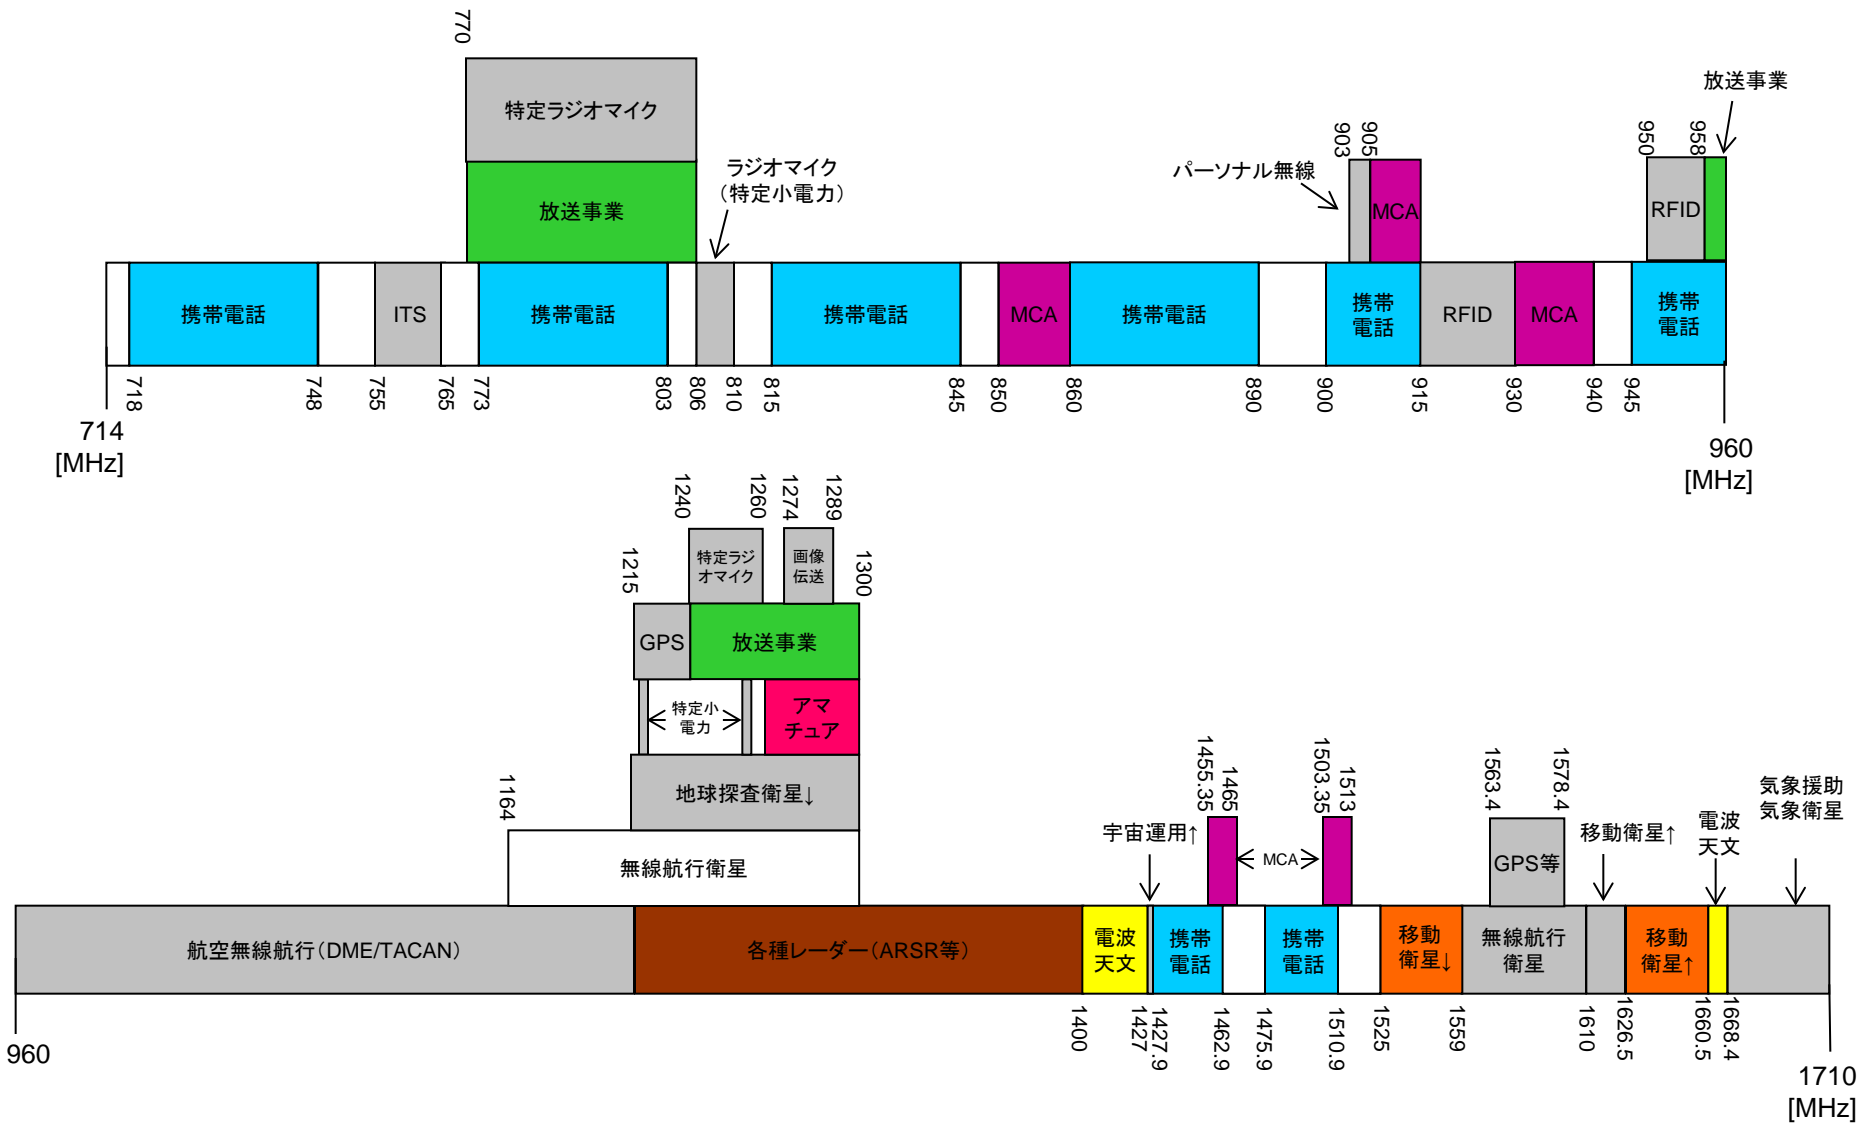 770
特定ラジオマイク
放送事業
ラジオマイク
（特定小電力）
パーソナル無線
903
905
MCA
950
958
放送事業
RFID
携帯電話
ITS
携帯電話
携帯電話
MCA
携帯電話
携帯
電話
RFID
MCA
携帯
電話
718
748
755
765
773
803
806
810
815
845
850
860
890
900
915
930
940
945
714
[MHz]
960
[MHz]
1240
1260
1274
1289
特定ラジ
オマイク
画像
伝送
1215
1300
GPS
放送事業
特定小
電力
アマ
チュア
地球探査衛星↓
1164
無線航行衛星
1455.35
1465
1503.35
1513
1563.4
1578.4
宇宙運用↑
MCA
GPS等
移動衛星↑
電波
天文
気象援助
気象衛星
航空無線航行（DME/TACAN）
各種レーダー（ARSR等）
電波
天文
携帯
電話
携帯
電話
移動
衛星↓
無線航行
衛星
移動
衛星↑
1400
1427
1427.9
1462.9
1475.9
1510.9
1525
1559
1610
1626.5
1660.5
1668.4
960
1710
[MHz]